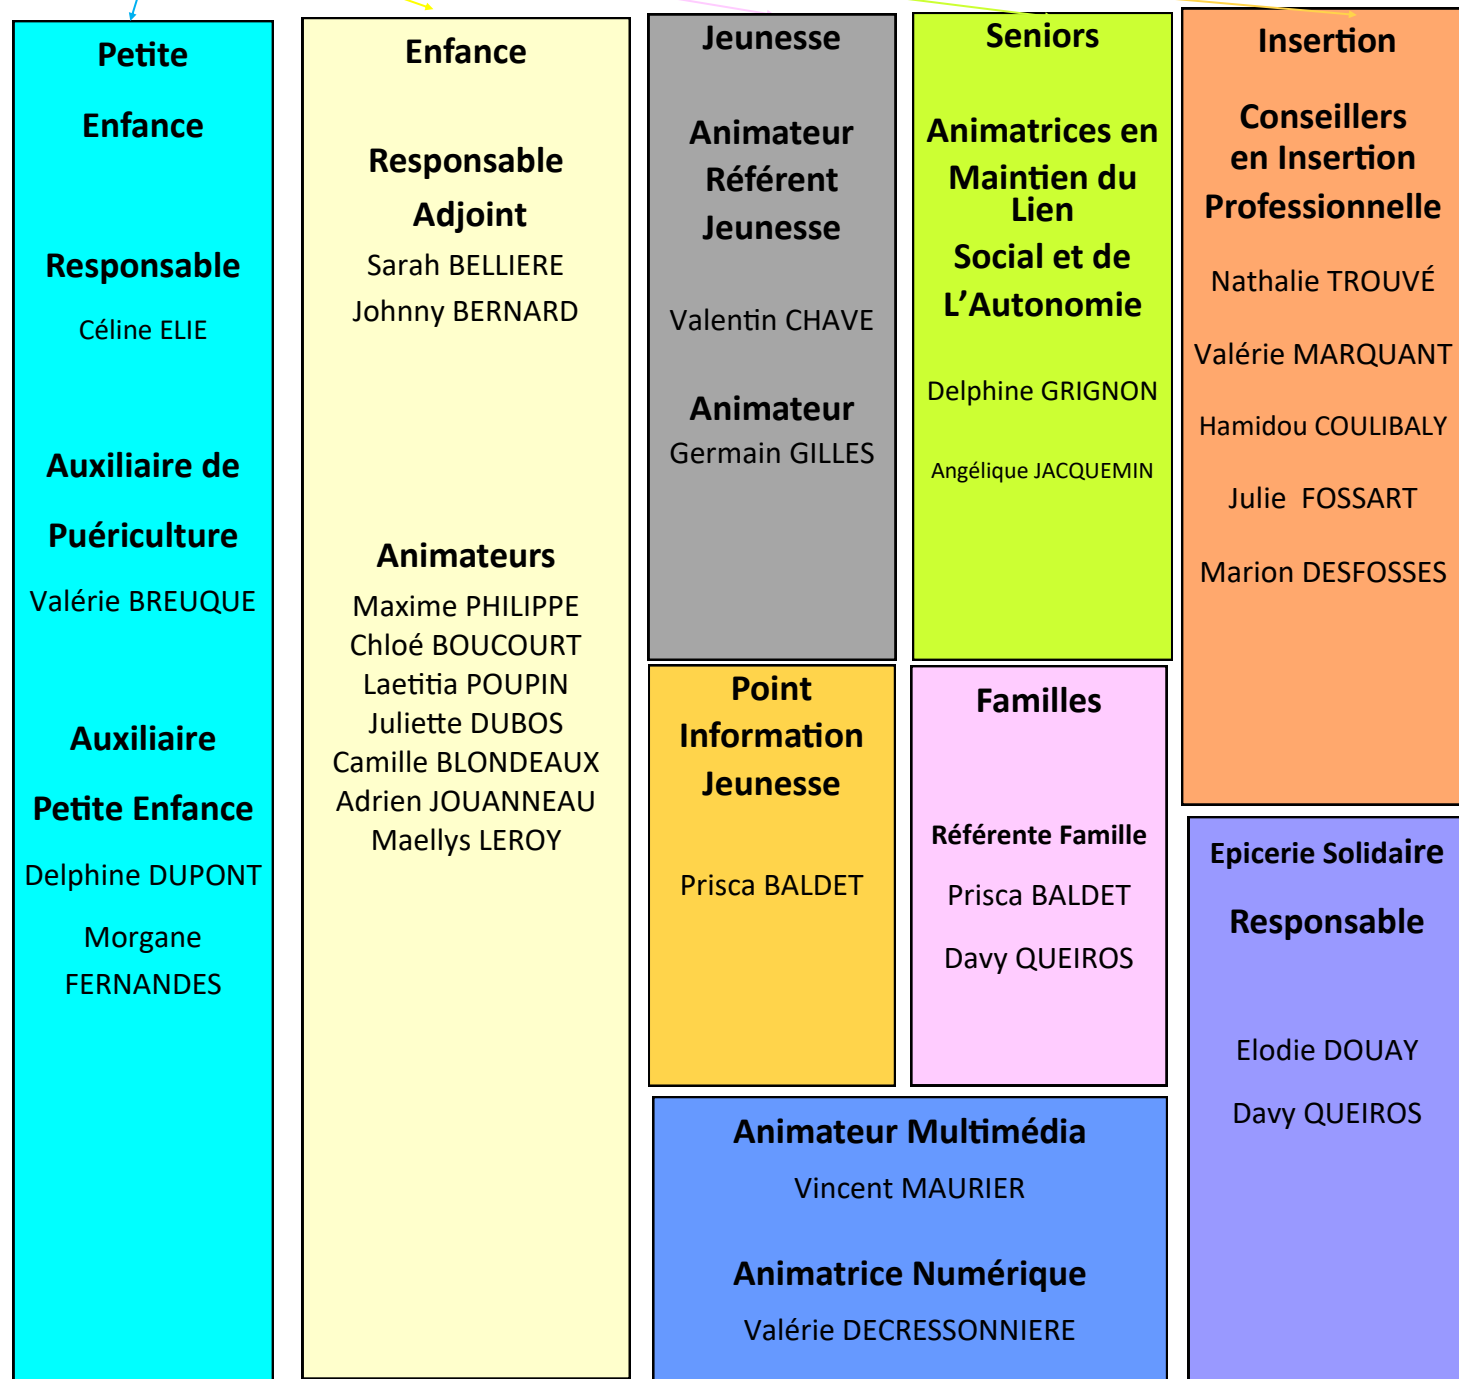 Petite
Enfance
Responsable
Céline ELIE
Auxiliaire de
Puériculture
Valérie BREUQUE
Auxiliaire
Petite Enfance
Delphine DUPONT
Morgane
FERNANDES
Enfance
Responsable
Adjoint
Sarah BELLIERE
Johnny BERNARD
Animateurs
Maxime PHILIPPE
Chloé BOUCOURT
Laetitia POUPIN
Juliette DUBOS
Camille BLONDEAUX
Adrien JOUANNEAU
Maellys LEROY
Jeunesse
Animateur
Référent
Jeunesse
Valentin CHAVE
Animateur
Germain GILLES
Seniors
Animatrices en
Maintien du
Lien
Social et de
L’Autonomie
Delphine GRIGNON
Angélique JACQUEMIN
Insertion
Conseillers
en Insertion
Professionnelle
Nathalie TROUVÉ
Valérie MARQUANT
Hamidou COULIBALY
Julie FOSSART
Marion DESFOSSES
Point
Information
Jeunesse
Prisca BALDET
Familles
Référente Famille
Prisca BALDET
Davy QUEIROS
Epicerie Solidaire
Responsable
Elodie DOUAY
Davy QUEIROS
Animateur Multimédia
Vincent MAURIER
Animatrice Numérique
Valérie DECRESSONNIERE